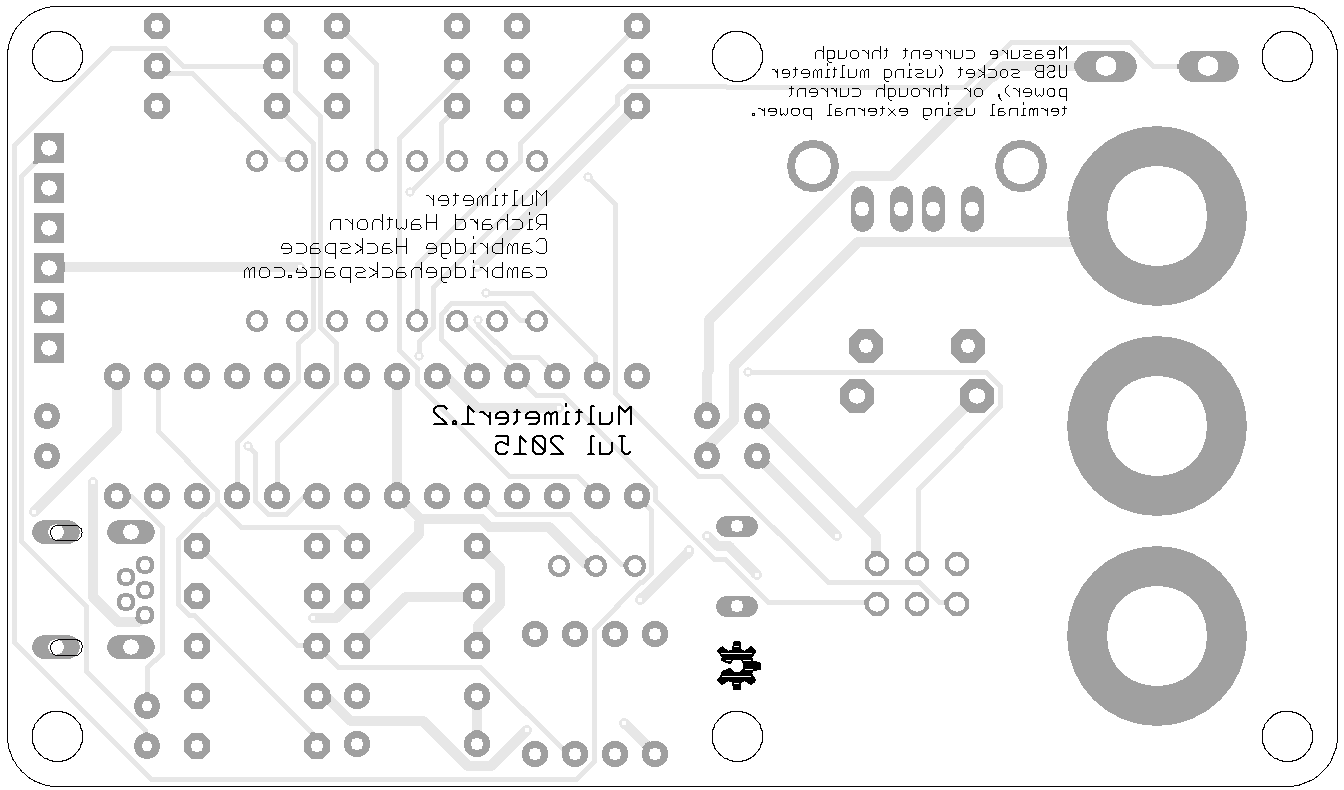 Measure current through
USB socket (using multimeter
power), or through current
terminal using external power.
Multimeter
Richard Hawthorn
Cambridge Hackspace
cambridgehackspace.com
Multimeter1.2
Jul 2015